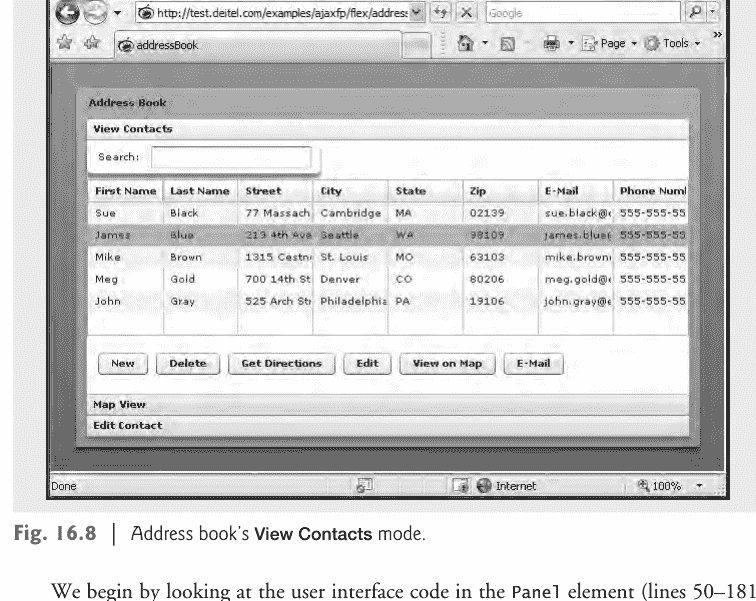 http://test.deitel.com/examples/ajaxfp/flex/address
Google
addressBook
Page
Tools
Address Book
View Contacts
Search:
First Name Last Name Street City State Zip E-Mail Phone Numl
Sue Black 77 Massach Cambridge MA 02139 sue.black@ 555-555-55
James Blue 213 4th Ave Seattle WA 98109 james.blue 555-555-55
Mike Brown 1315 Cestn St. Louis MO 63103 mike.brown 555-555-55
Meg Gold 700 14th St Denver CO 80206 meg.gold@ 555-555-55
John Gray 525 Arch Str Philadelphia PA 19106 john.gray@ 555-555-55
New Delete Get Directions Edit View on Map E-Mail
Map View
Edit Contact
Done Internet 100%
Fig. 16.8 | Address book's View Contacts mode.
We begin by looking at the user interface code in the Panel element (lines 50–181